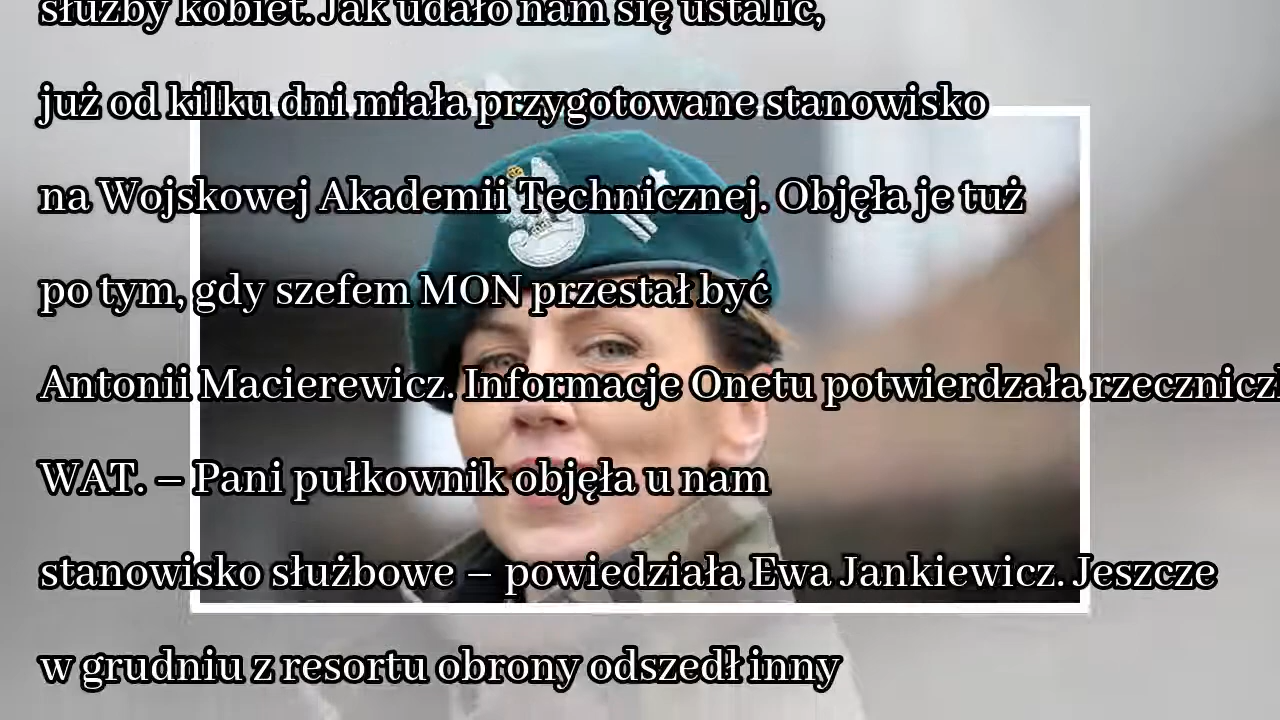 służby kobiet. Jak udało nam się ustalić,
już od kilku dni miała przygotowane stanowisko
na Wojskowej Akademii Technicznej. Objęła je tuż
po tym, gdy szefem MON przestał być
Antonii Macierewicz. Informacje Onetu potwierdzała
WAT. – Pani pułkownik objęła u nam
stanowisko służbowe – powiedziała Ewa Jankiewicz. Jeszcze
w grudniu z resortu obrony odszedł inny